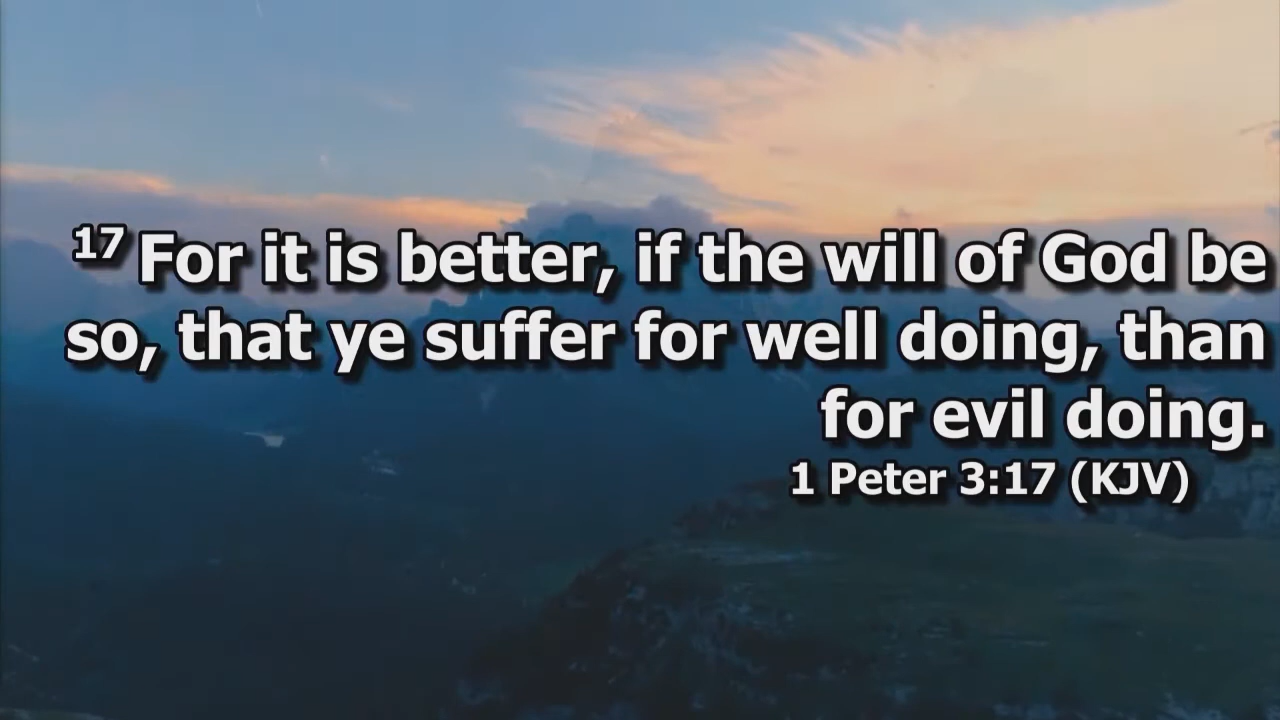 17 For it is better, if the will of God be
so, that ye suffer for well doing, than
for evil doing.
1 Peter 3:17 (KJV)